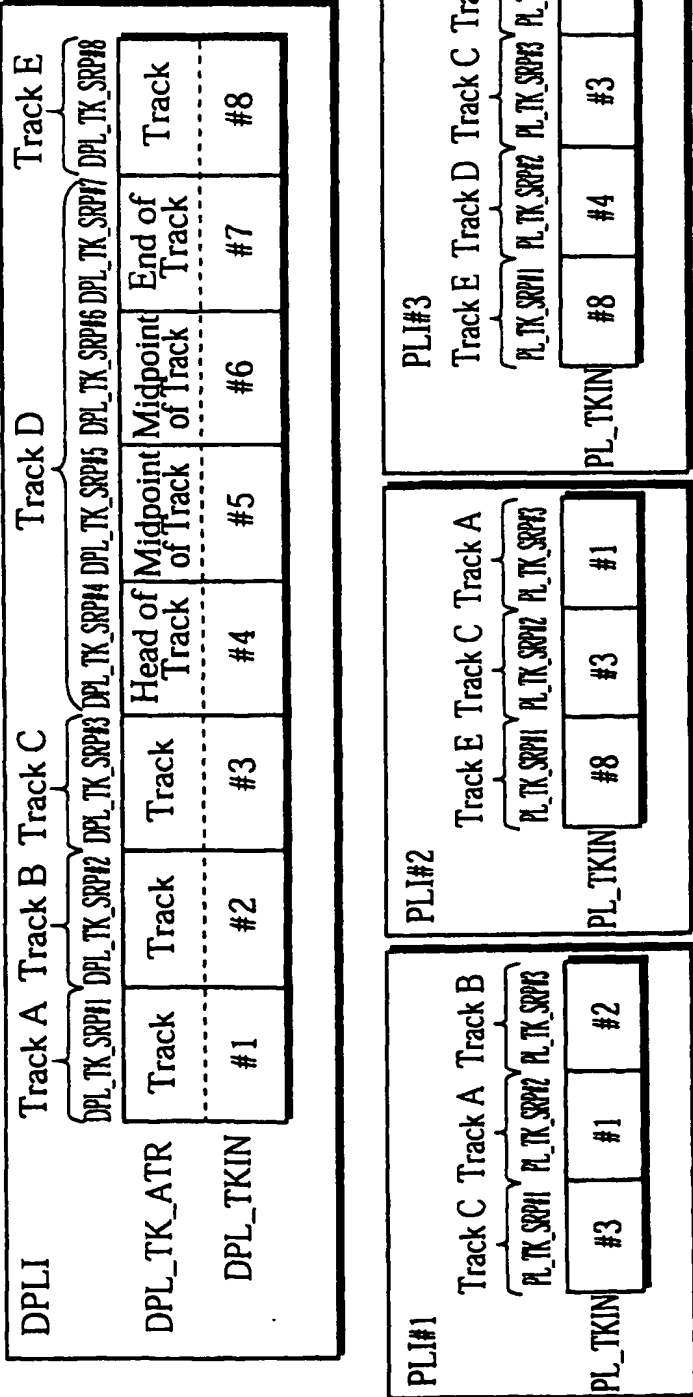 DPLI
Track A Track B Track C Track D Track E
DPL_TK_SRP#1 DPL_TK_SRP#2 DPL_TK_SRP#3 DPL_TK_SRP#4 DPL_TK_SRP#5 DPL_TK_SRP#6 DPL_TK_SRP#7 DPL_TK_SRP#8
DPL_TK_ATR Track Track Track Head of Track Midpoint of Track Midpoint of Track End of Track Track
DPL_TKIN #1 #2 #3 #4 #5 #6 #7 #8
PLI#1
Track C Track A Track B
PL_TK_SRP#1 PL_TK_SRP#2 PL_TK_SRP#3
PL_TKIN #3 #1 #2
PLI#2
Track E Track C Track A
PL_TK_SRP#1 PL_TK_SRP#2 PL_TK_SRP#3
PL_TKIN #8 #3 #1
PLI#3
Track E Track D Track C
PL_TK_SRP#1 PL_TK_SRP#2 PL_TK_SRP#3
PL_TKIN #8 #4 #3